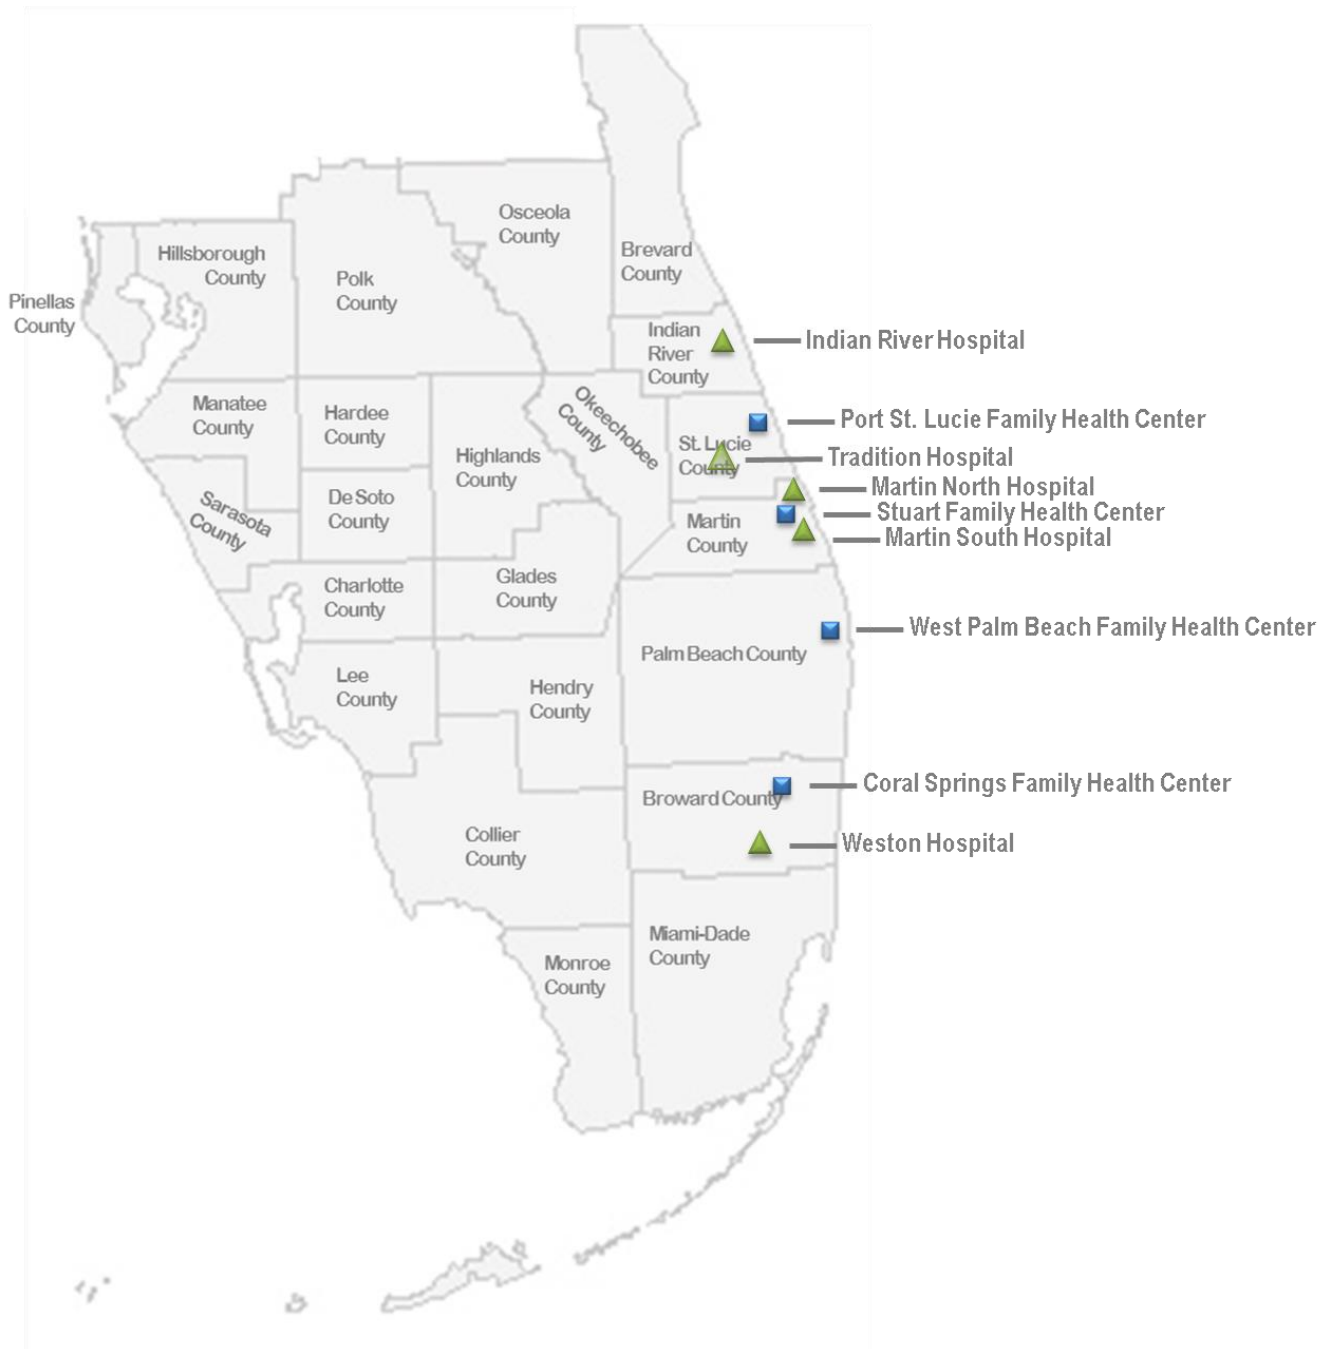 Osceola
County
Hillsborough
County
Brevard
County
Polk
County
Pinellas
County
Indian
River
County
Indian River Hospital
Manatee
County
Hardee
County
Okeechobee
County
Port St. Lucie Family Health Center
St. Lucie
County
Tradition Hospital
Highlands
County
Martin North Hospital
Sarasota
County
De Soto
County
Stuart Family Health Center
Martin
County
Martin South Hospital
Charlotte
County
Glades
County
West Palm Beach Family Health Center
Palm Beach County
Lee
County
Hendry
County
Coral Springs Family Health Center
Broward County
Collier
County
Weston Hospital
Miami-Dade
County
Monroe
County